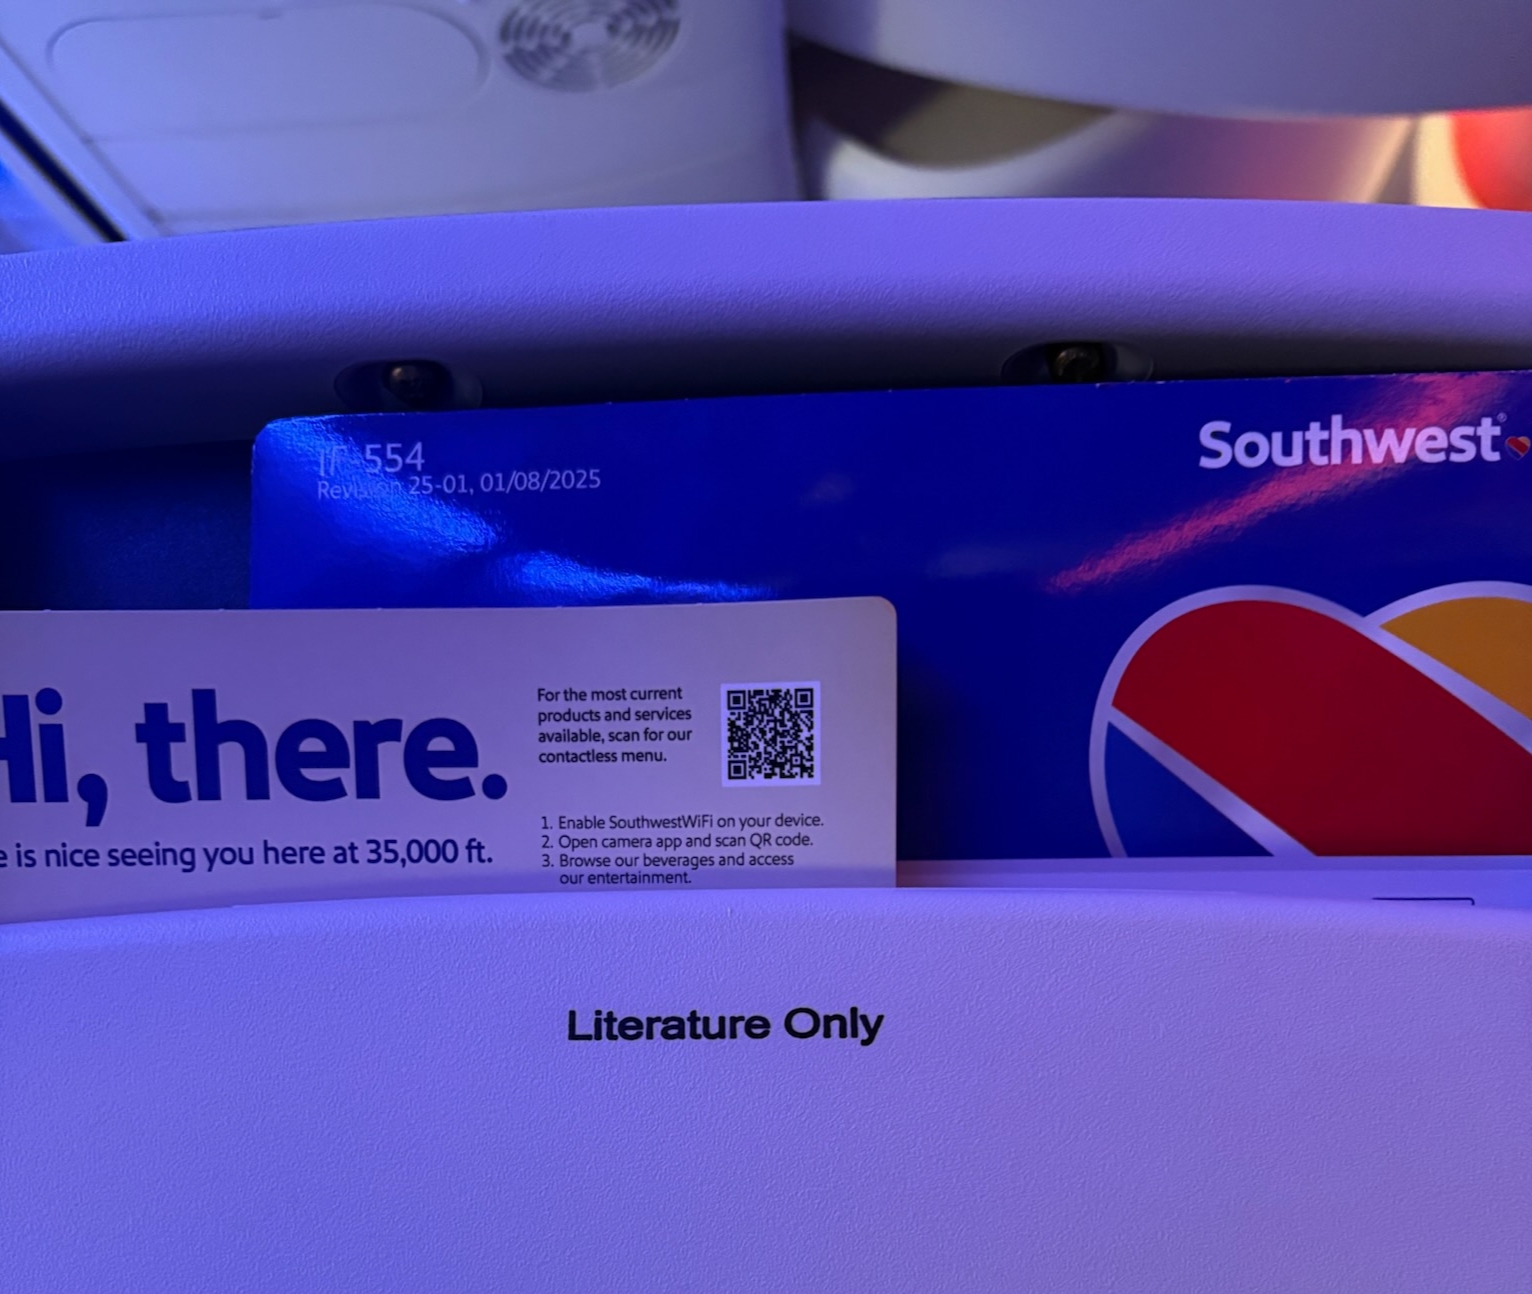 IF-554
Revision 25-01, 01/08/2025
Southwest®
Hi, there.
is nice seeing you here at 35,000 ft.
For the most current
products and services
available, scan for our
contactless menu.
1. Enable SouthwestWiFi on your device.
2. Open camera app and scan QR code.
3. Browse our beverages and access
our entertainment.
Literature Only